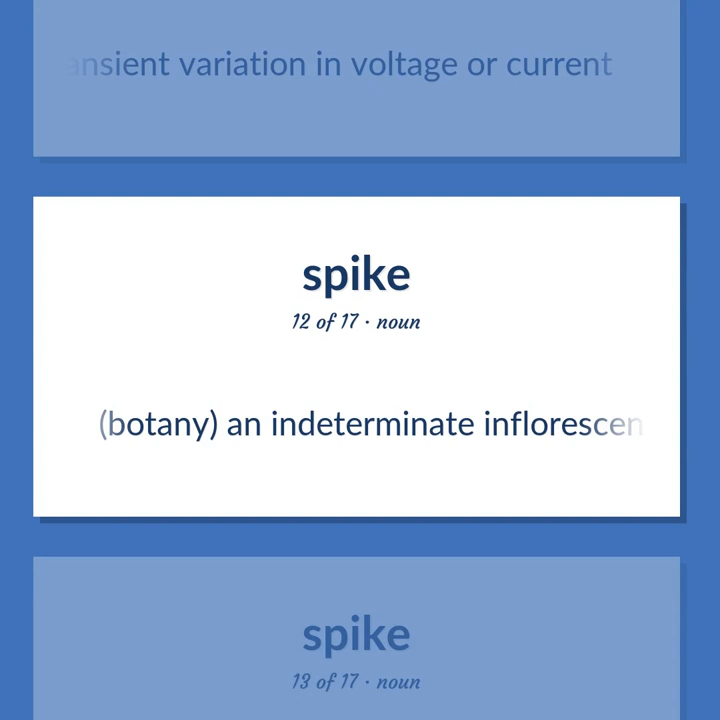 ansient variation in voltage or current
spike
12 of 17 · noun
(botany) an indeterminate inflorescen
spike
13 of 17 · noun